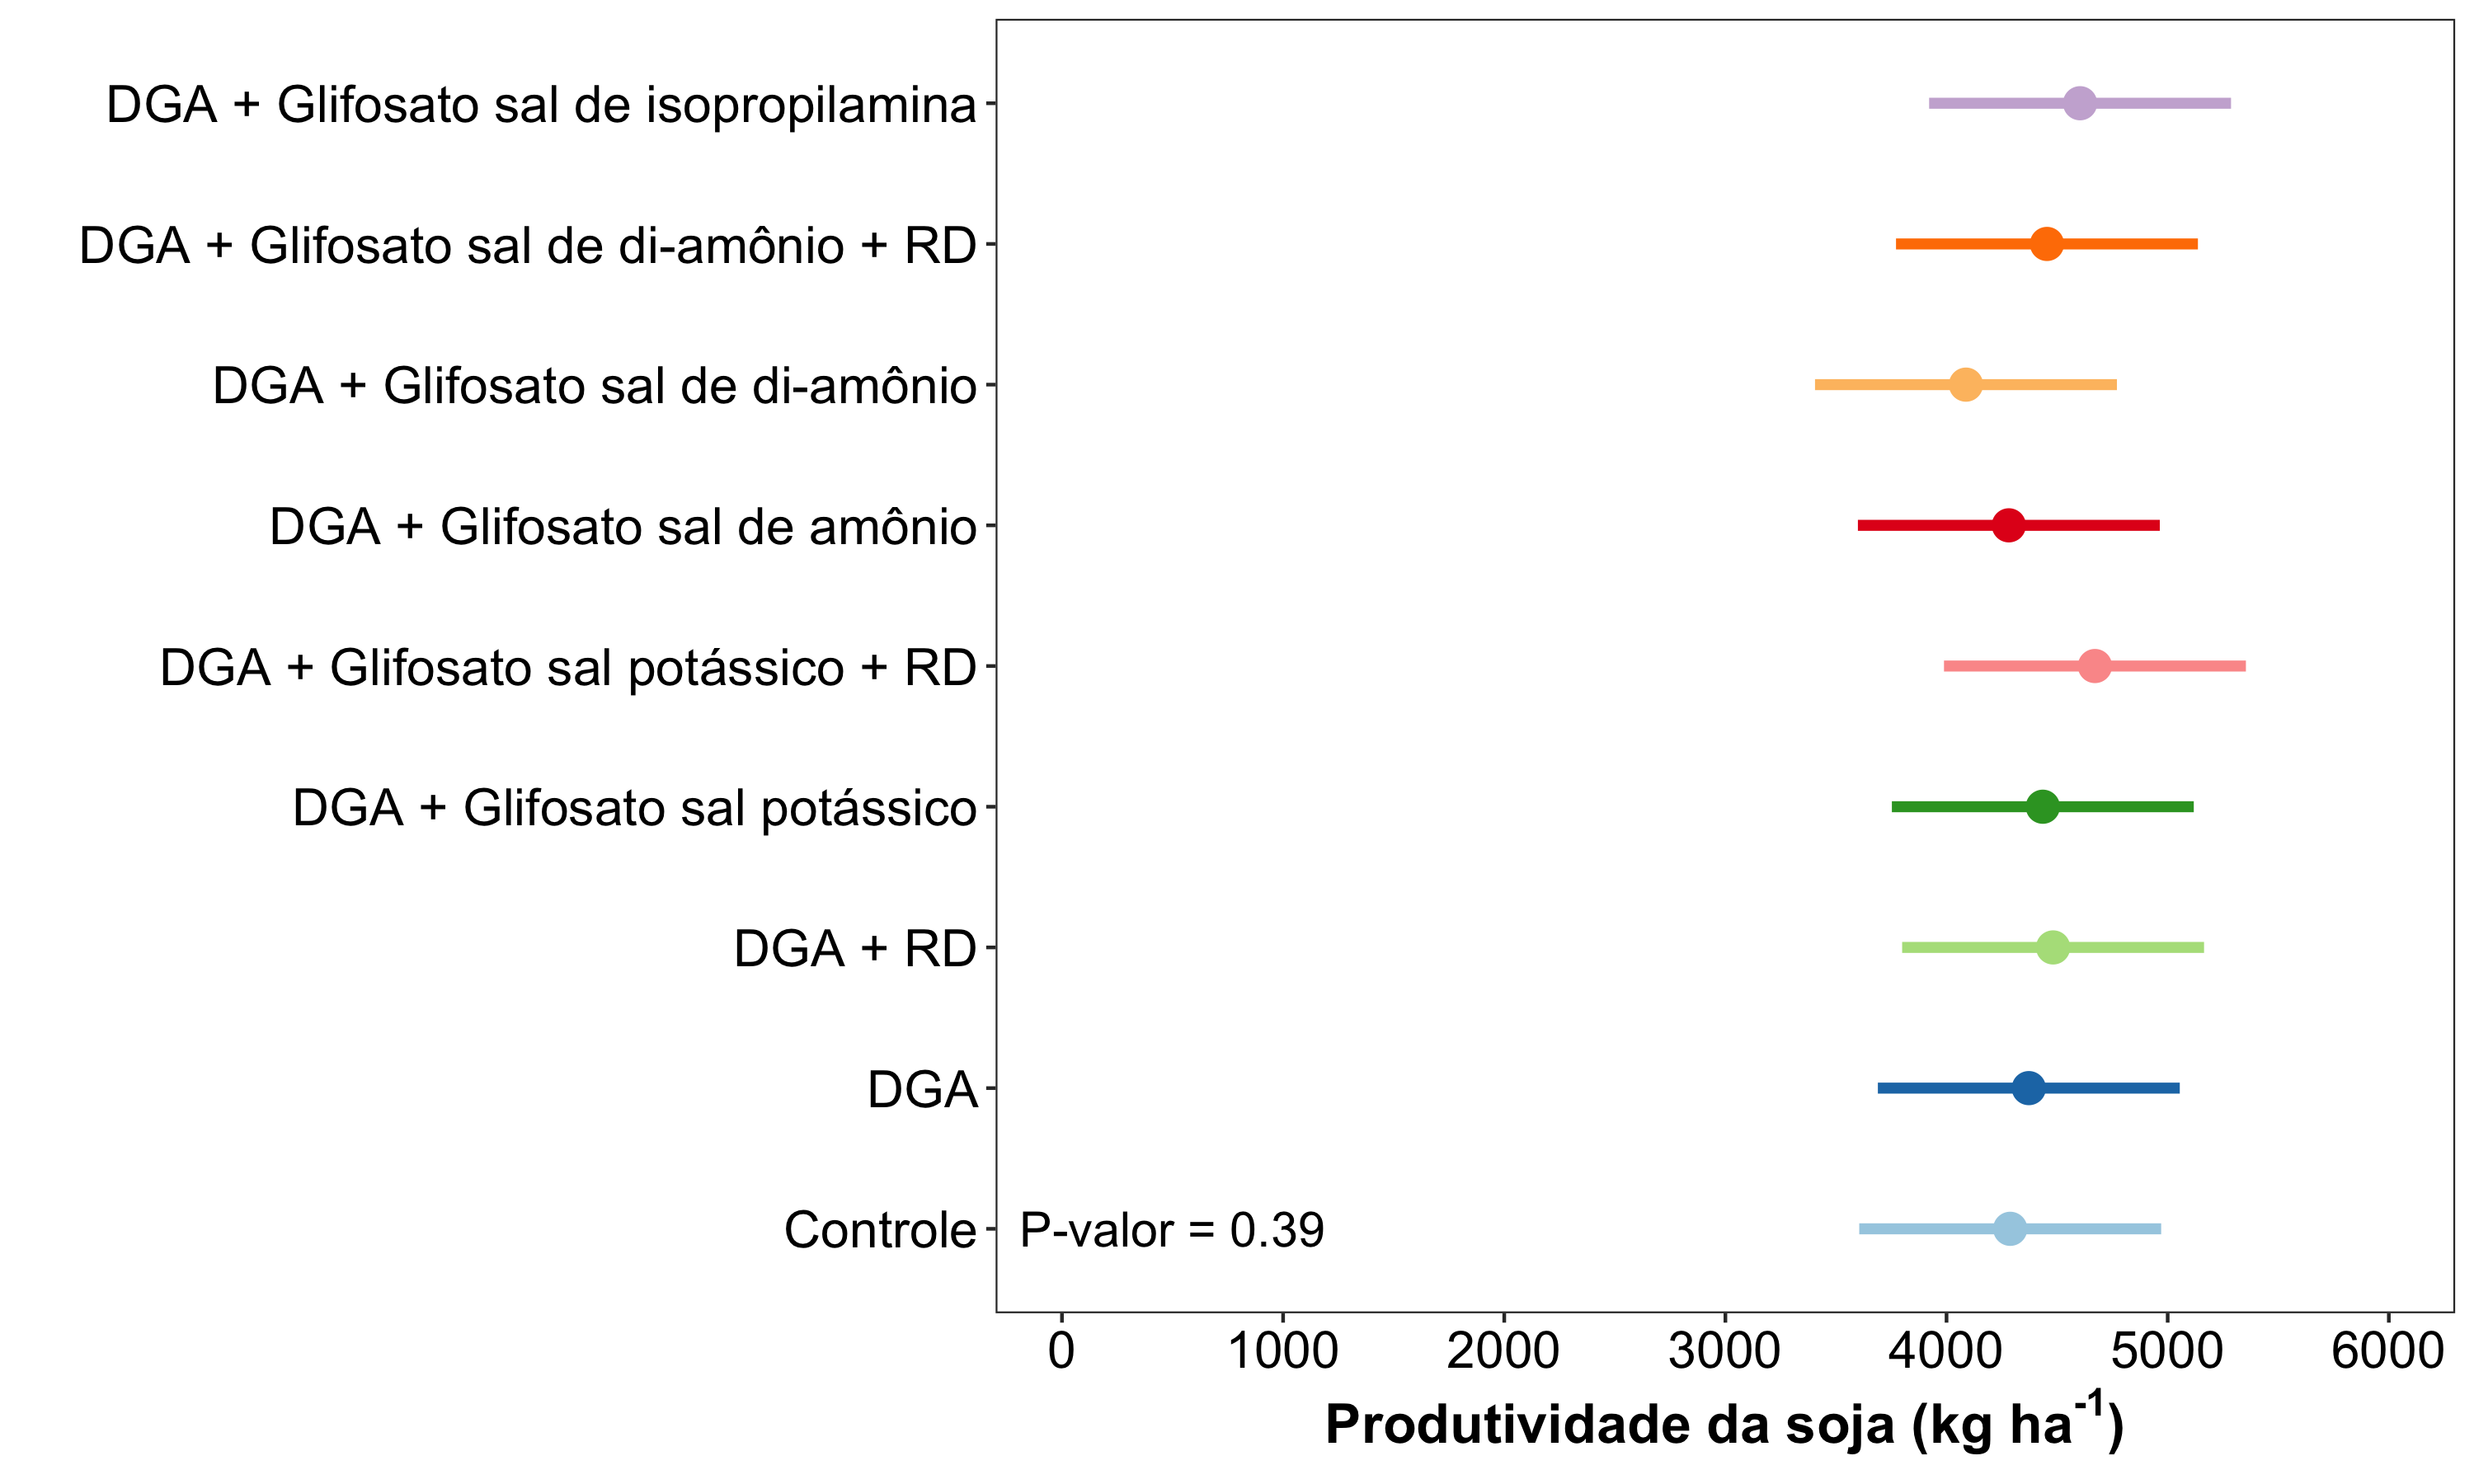 DGA + Glifosato sal de isopropilamina
DGA + Glifosato sal de di-amônio + RD
DGA + Glifosato sal de di-amônio
DGA + Glifosato sal de amônio
DGA + Glifosato sal potássico + RD
DGA + Glifosato sal potássico
DGA + RD
DGA
Controle
P-valor = 0.39
0 1000 2000 3000 4000 5000 6000
Produtividade da soja (kg ha⁻¹)